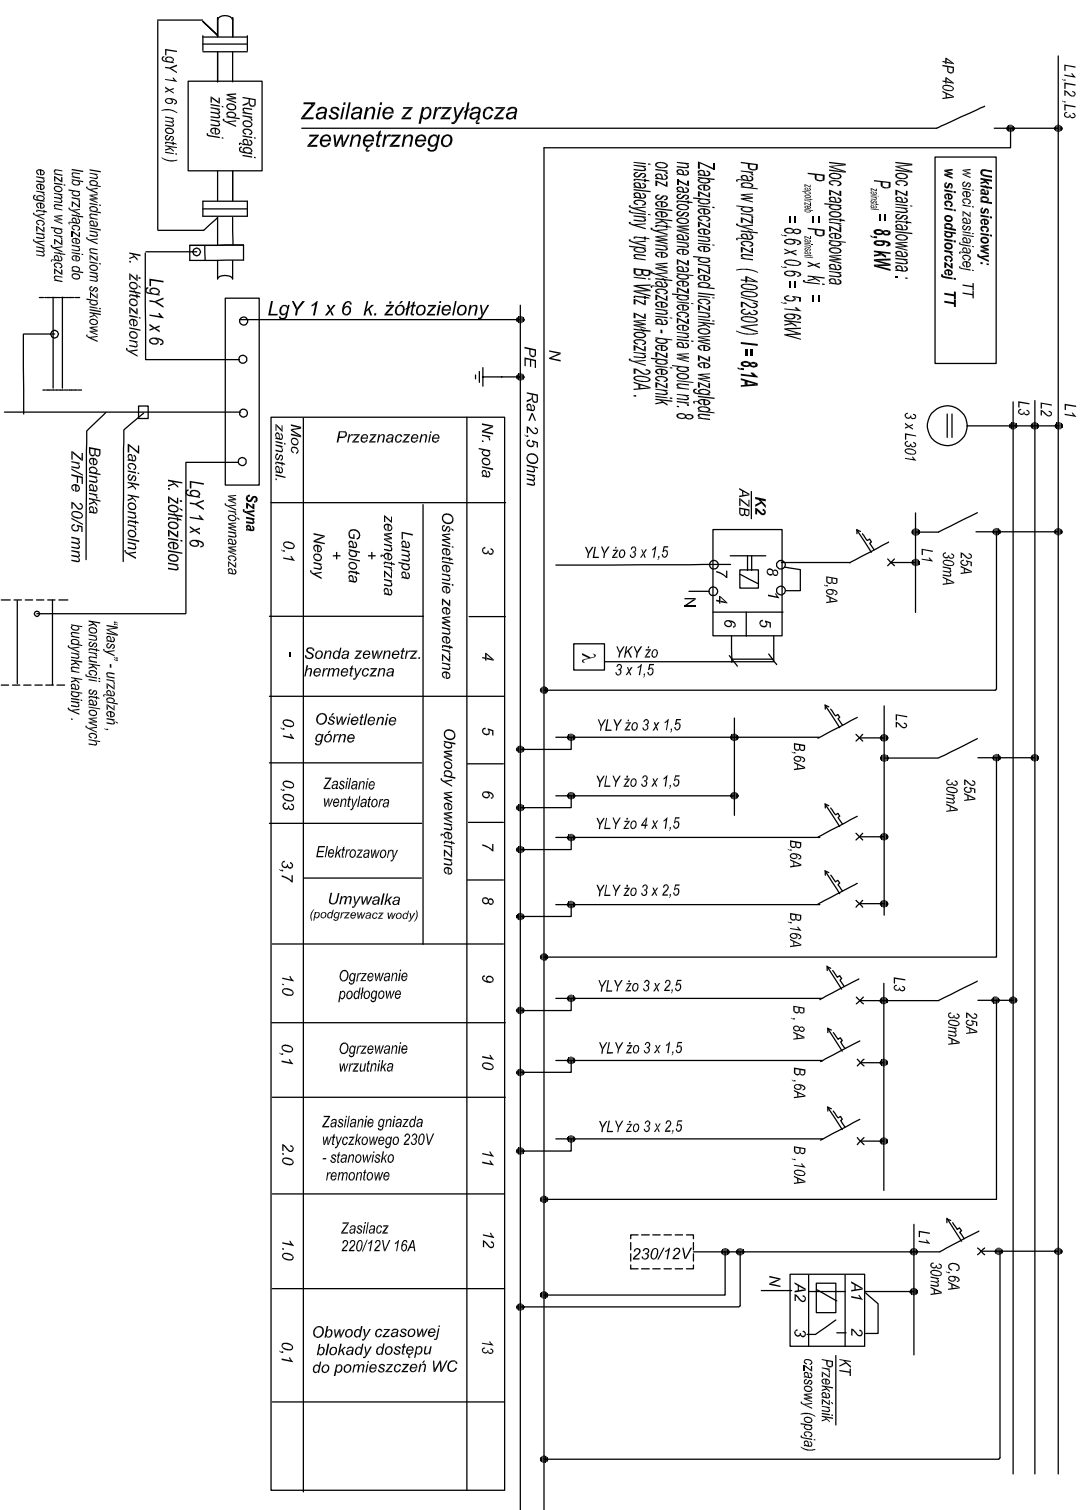 L1,L2 ,L3
4P 40A
Zasilanie z przyłącza
zewnętrznego
Układ sieciowy:
w sieci zasilającej TT
w sieci odbiorczej TT
Moc zainstalowana :
P zainstal = 8,6 kW
Moc zapotrzebowana
P zapotrzeb = P zainstal x kj =
= 8,6 x 0,6 = 5,16kW
Prąd w przyłączu ( 400/230V) I = 8,1A
Zabezpieczenie przed licznikowe ze względu
na zastosowane zabezpieczenia w polu nr. 8
oraz selektywne wyłączenia - bezpiecznik
instalacyjny typu Bi Wtz zwłoczny 20A .
L1
L2
L3
3 x L301
N
PE
Ra< 2,5 Ohm
25A
30mA
L1
B,6A
K2
AZB
8
1
7
4
5
6
N
YLY żo 3 x 1,5
λ
YKY żo
3 x 1,5
L2
25A
30mA
B,6A
B,6A
B,16A
YLY żo 3 x 1,5
YLY żo 3 x 1,5
YLY żo 4 x 1,5
YLY żo 3 x 2,5
L3
25A
30mA
B , 8A
B ,6A
B ,10A
YLY żo 3 x 2,5
YLY żo 3 x 1,5
YLY żo 3 x 2,5
L1
C,6A
30mA
230/12V
A1
2
A2
3
N
KT
Przekaźnik
czasowy (opcja)
Nr. pola
3
4
5
6
7
8
9
10
11
12
13
Przeznaczenie
Oświetlenie zewnetrzne
Obwody wewnętrzne
Lampa
zewnętrzna
+
Gablota
+
Neony
Sonda zewnetrz.
hermetyczna
Oświetlenie
górne
Zasilanie
wentylatora
Elektrozawory
Umywalka
(podgrzewacz wody)
Ogrzewanie
podłogowe
Ogrzewanie
wrzutnika
Zasilanie gniazda
wtyczkowego 230V
- stanowisko
remontowe
Zasilacz
220/12V 16A
Obwody czasowej
blokady dostępu
do pomieszczeń WC
Moc
zainstal.
0,1
-
0,1
0,03
3,7
1.0
0,1
2.0
1.0
0,1
Rurociągi
wody
zimnej
LgY 1 x 6 ( mostki )
LgY 1 x 6 k. żółtozielony
LgY 1 x 6
k. żółtozielony
Indywidualny uziom szpilkowy
lub przyłączenie do
uziomu w przyłączu
energetycznym
Szyna
wyrównawcza
Zacisk kontrolny
Bednarka
Zn/Fe 20/5 mm
LgY 1 x 6
k. żółtozielon
"Masy" - urządzeń ,
konstrukcji stalowych
budynku kabiny .